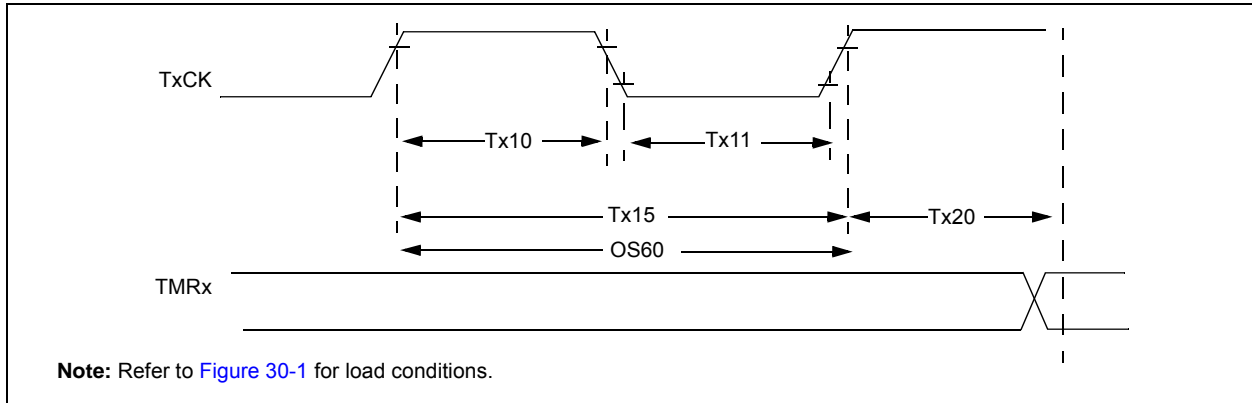 TxCK
Tx10
Tx11
Tx15
Tx20
OS60
TMRx
Note: Refer to Figure 30-1 for load conditions.